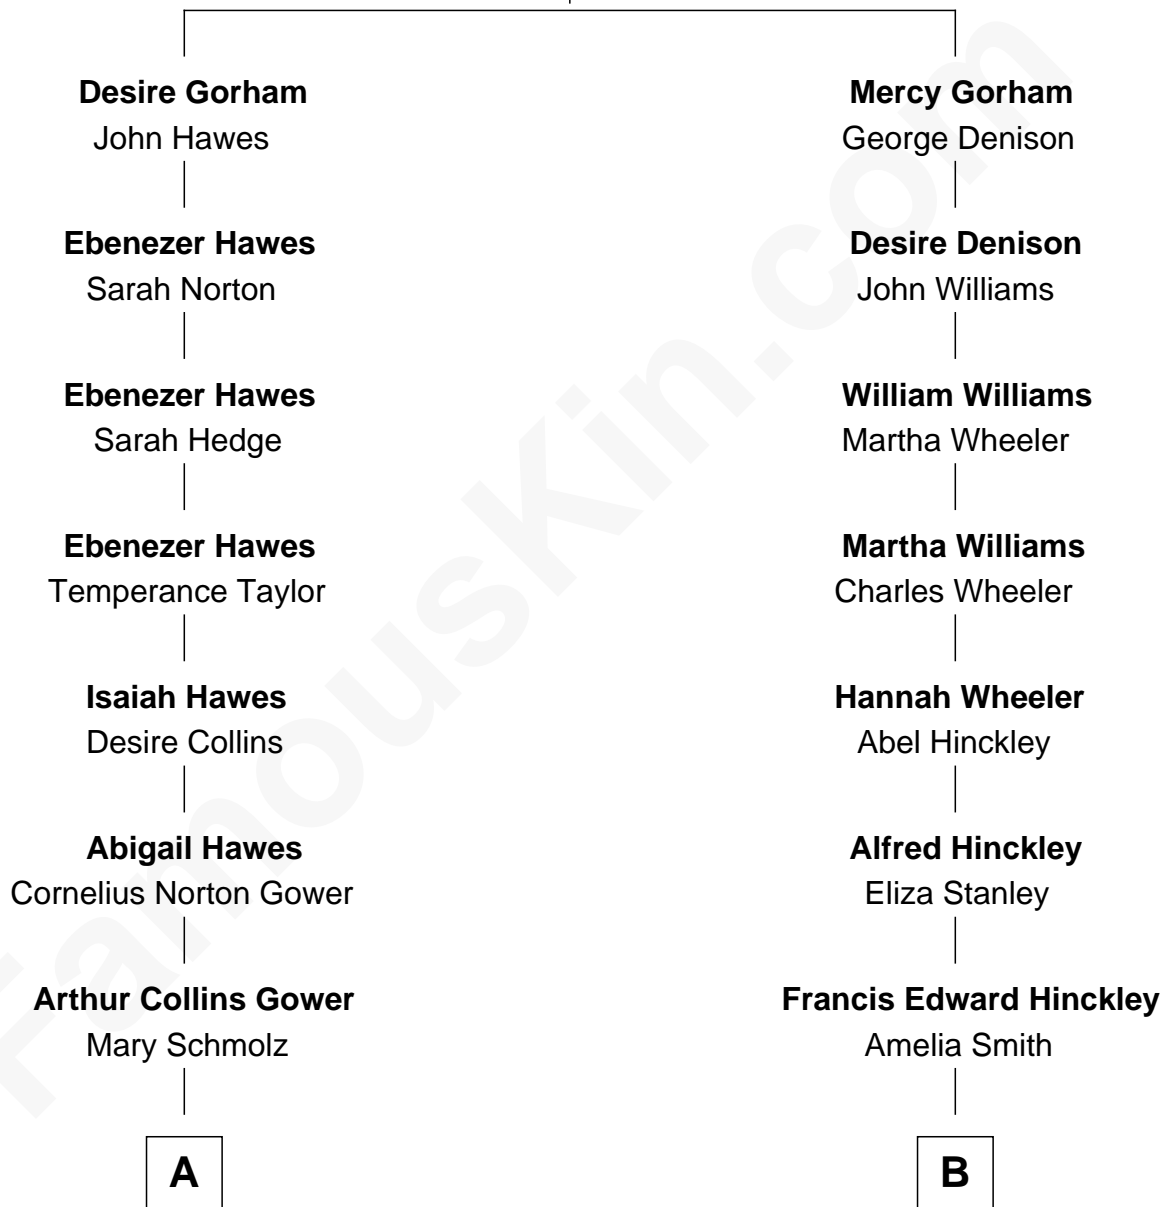 Desire Gorham
John Hawes
Ebenezer Hawes
Sarah Norton
Ebenezer Hawes
Sarah Hedge
Ebenezer Hawes
Temperance Taylor
Isaiah Hawes
Desire Collins
Abigail Hawes
Cornelius Norton Gower
Arthur Collins Gower
Mary Schmolz
A
Mercy Gorham
George Denison
Desire Denison
John Williams
William Williams
Martha Wheeler
Martha Williams
Charles Wheeler
Hannah Wheeler
Abel Hinckley
Alfred Hinckley
Eliza Stanley
Francis Edward Hinckley
Amelia Smith
B
FamousKin.com